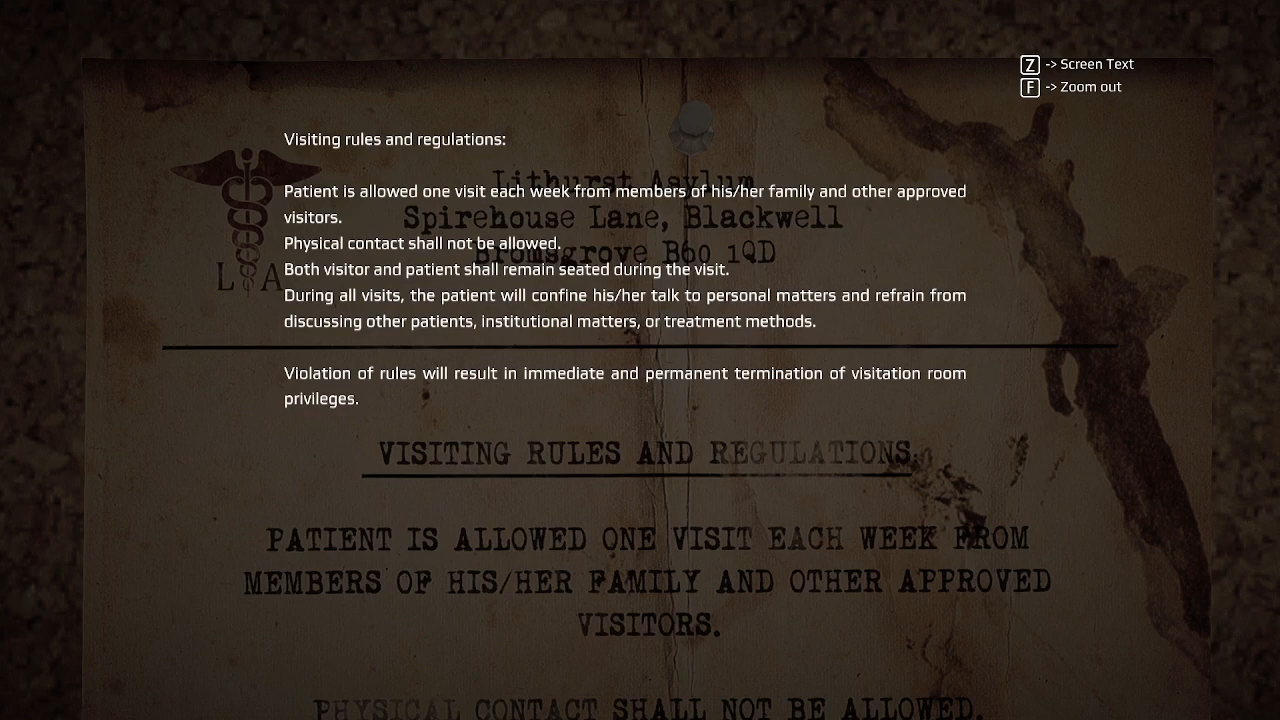 Z -> Screen Text
F -> Zoom out
Visiting rules and regulations:
Patient is allowed one visit each week from members of his/her family and other approved
visitors.
Physical contact shall not be allowed.
Both visitor and patient shall remain seated during the visit.
During all visits, the patient will confine his/her talk to personal matters and refrain from
discussing other patients, institutional matters, or treatment methods.
Violation of rules will result in immediate and permanent termination of visitation room
privileges.
Lithurst Asylum
Spirehouse Lane, Blackwell
Bromsgrove B60 1QD
L A
VISITING RULES AND REGULATIONS
PATIENT IS ALLOWED ONE VISIT EACH WEEK FROM
MEMBERS OF HIS/HER FAMILY AND OTHER APPROVED
VISITORS.
PHYSICAL CONTACT SHALL NOT BE ALLOWED.